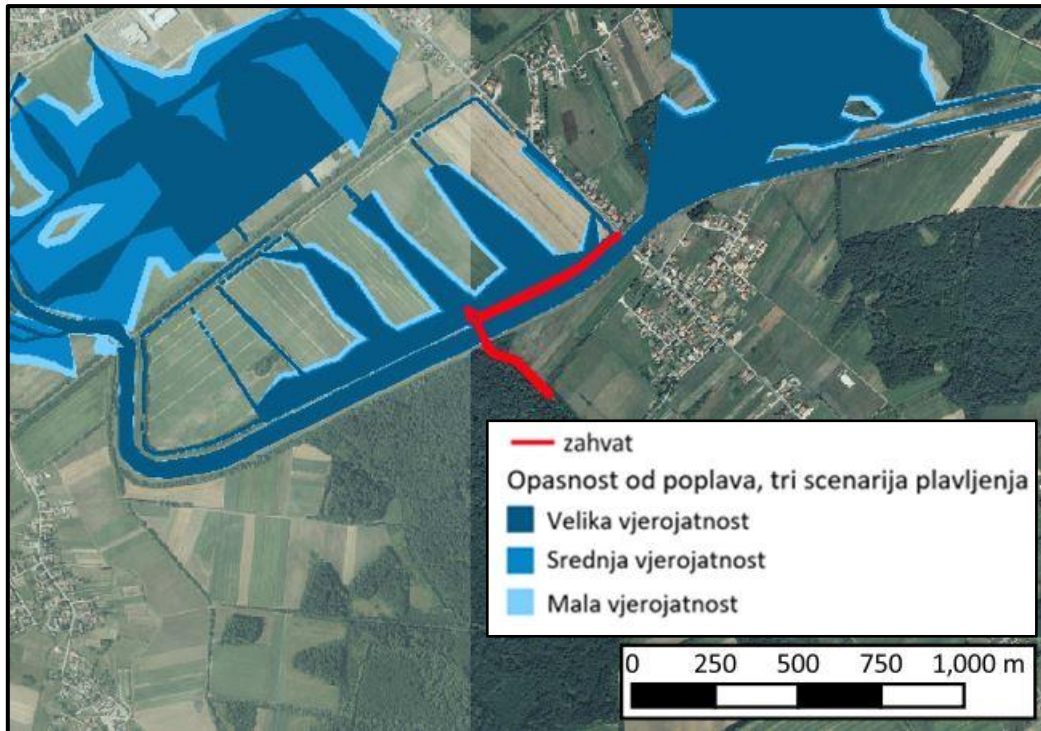 zahvat
Opasnost od poplava, tri scenarija plavljenja
Velika vjerojatnost
Srednja vjerojatnost
Mala vjerojatnost
0 250 500 750 1,000 m